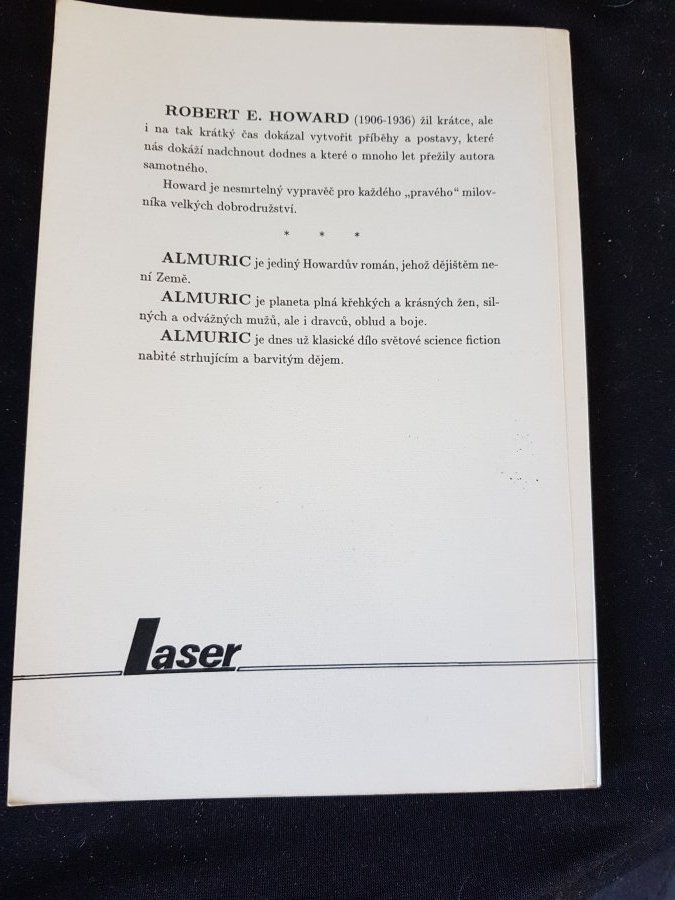 ROBERT E. HOWARD (1906-1936) žil krátce, ale
i na tak krátký čas dokázal vytvořit příběhy a postavy, které
nás dokáží nadchnout dodnes a které o mnoho let přežily autora
samotného.
Howard je nesmrtelný vypravěč pro každého „pravého“ milov-
níka velkých dobrodružství.
* * *
ALMURIC je jediný Howardův román, jehož dějištěm ne-
ní Země.
ALMURIC je planeta plná křehkých a krásných žen, sil-
ných a odvážných mužů, ale i dravců, oblud a boje.
ALMURIC je dnes už klasické dílo světové science fiction
nabité strhujícím a barvitým dějem.
Laser